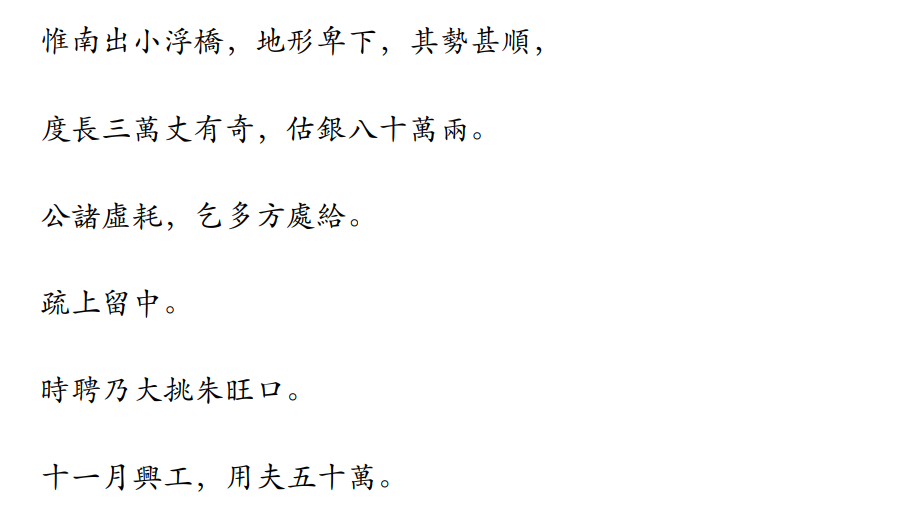 惟南出小浮橋，地形卑下，其勢甚順，
度長三萬丈有奇，估銀八十萬兩。
公諸虛耗，乞多方處給。
疏上留中。
時聘乃大挑朱旺口。
十一月興工，用夫五十萬。